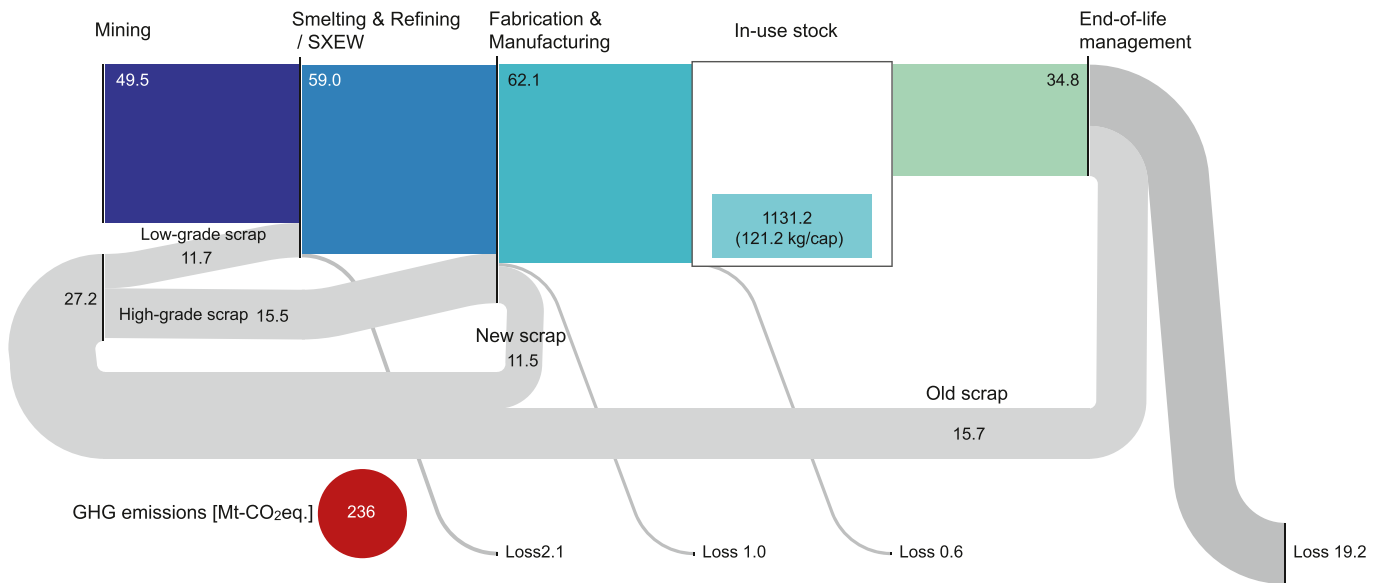 Mining
Smelting & Refining
/ SXEW
Fabrication &
Manufacturing
In-use stock
End-of-life
management
49.5
59.0
62.1
34.8
1131.2
(121.2 kg/cap)
Low-grade scrap
11.7
27.2
High-grade scrap 15.5
New scrap
11.5
Old scrap
15.7
GHG emissions [Mt-CO₂eq.]
236
Loss2.1
Loss 1.0
Loss 0.6
Loss 19.2